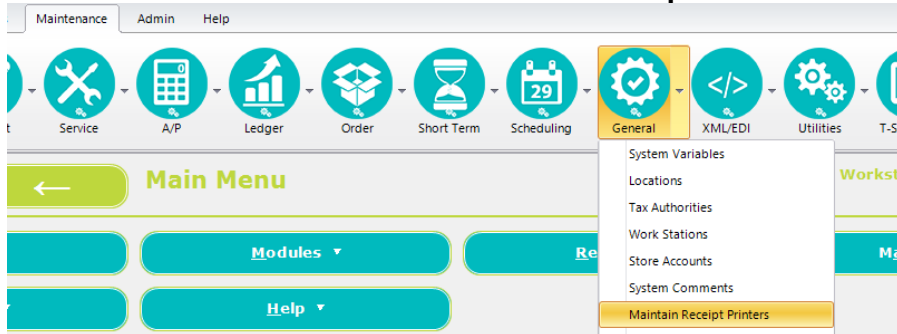 Maintenance Admin Help
29
</>
Service A/P Ledger Order Short Term Scheduling General XML/EDI Utilities
System Variables
Main Menu
Locations
Tax Authorities
Modules
Work Stations
Store Accounts
System Comments
Help
Maintain Receipt Printers